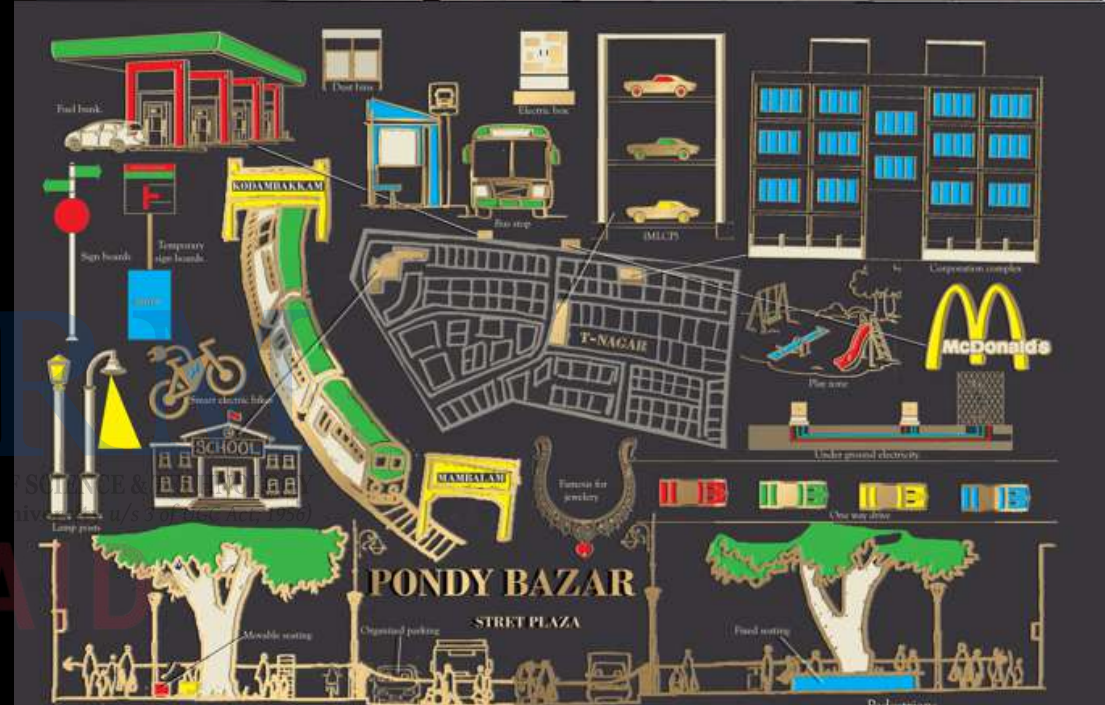 Fuel bank
Dust bins
Electric box
KODAMBAKKAM
Bus stop
(MLCP)
Corporation complex
Sign boards
Temporary
sign boards
T-NAGAR
McDonald's
Play zone
Smart electric bikes
SCHOOL
Under ground electricity
MAMBALAM
Famous for
jewelery
One way drive
Lamp posts
PONDY BAZAR
STRET PLAZA
Movable seating
Organized parking
Fixed seating
Pedestrians